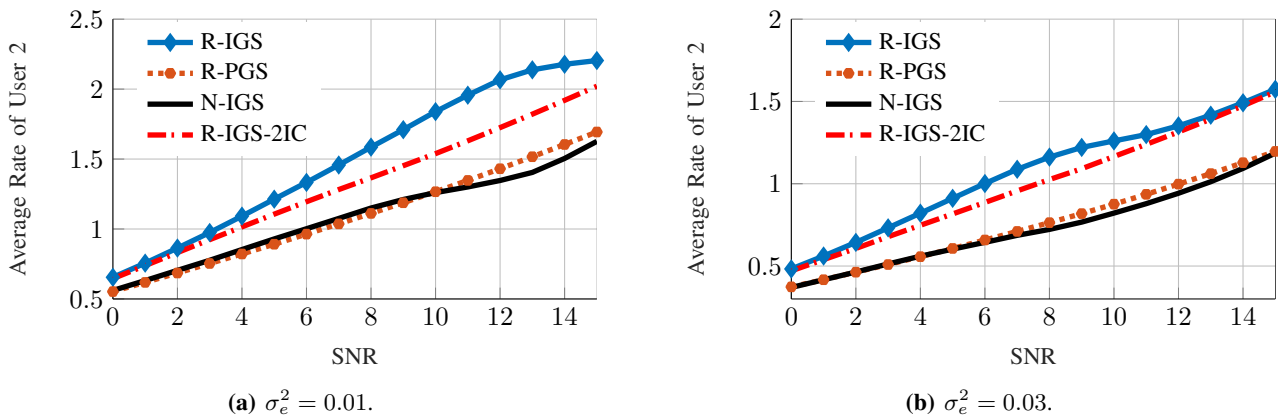 2.5
2
1.5
1
0.5
Average Rate of User 2
R-IGS
R-PGS
N-IGS
R-IGS-2IC
0 2 4 6 8 10 12 14
SNR
(a) σ_e^2 = 0.01.
2
1.5
1
0.5
Average Rate of User 2
R-IGS
R-PGS
N-IGS
R-IGS-2IC
0 2 4 6 8 10 12 14
SNR
(b) σ_e^2 = 0.03.